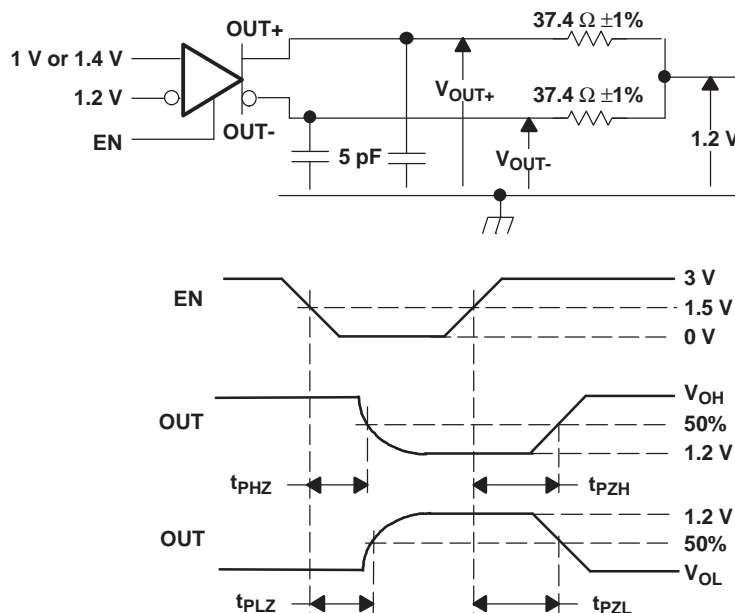 OUT+
37.4 Ω ±1%
1 V or 1.4 V
VOUT+
37.4 Ω ±1%
1.2 V
EN
OUT-
5 pF
VOUT-
1.2 V
EN
3 V
1.5 V
0 V
OUT
VOH
50%
1.2 V
tPHZ
tPZH
OUT
1.2 V
50%
VOL
tPLZ
tPZL